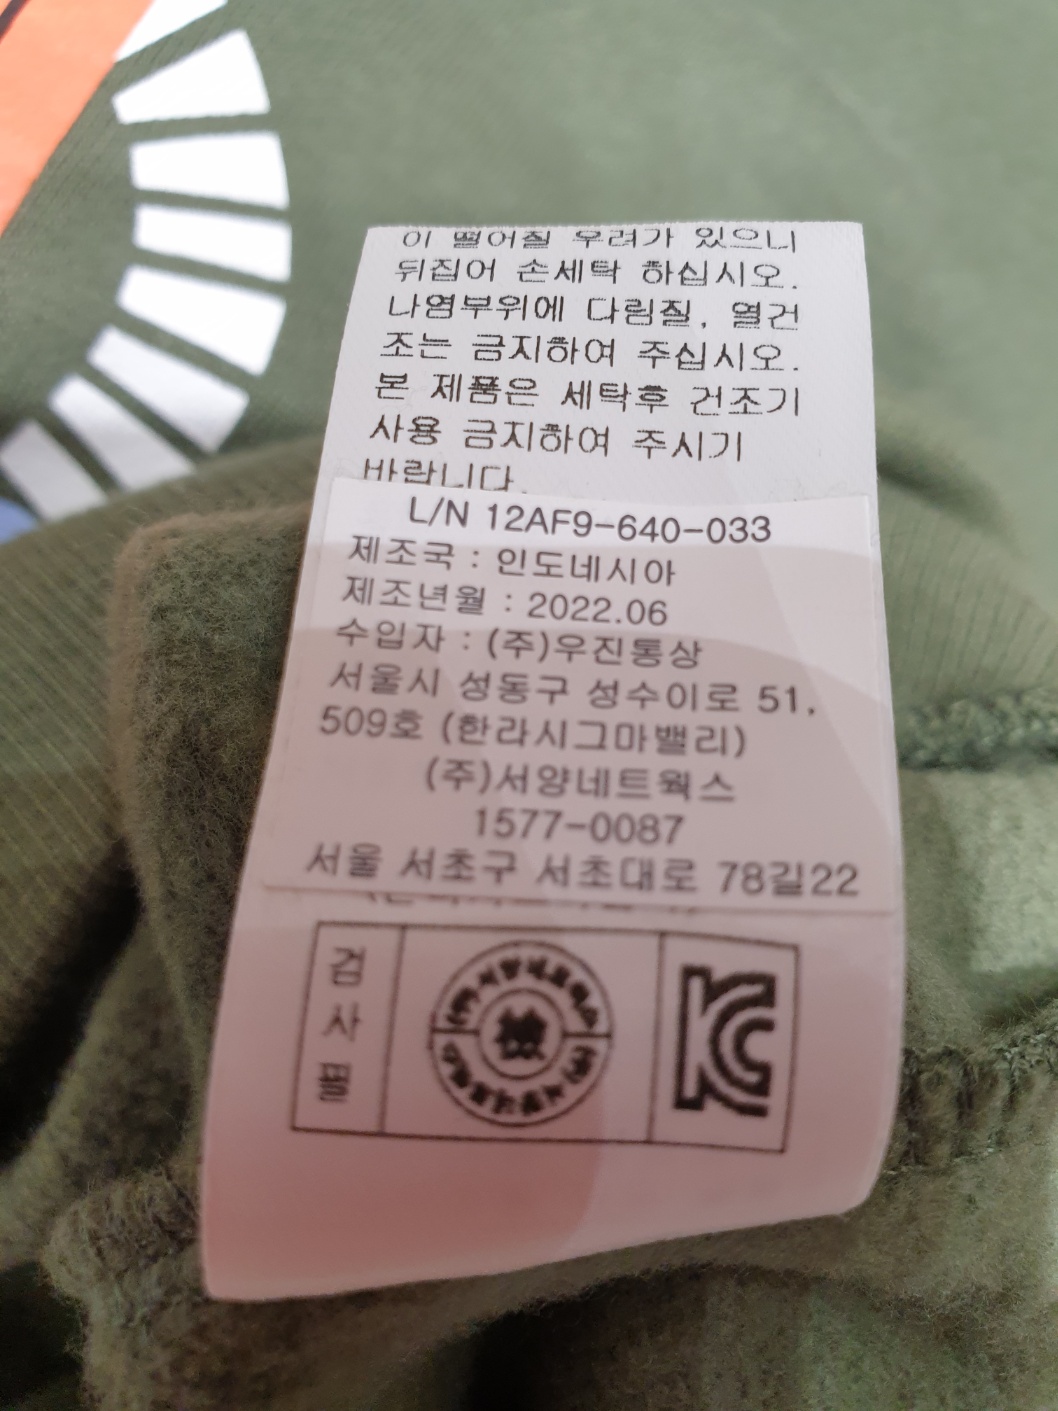 이 떨어질 우려가 있으니
뒤집어 손세탁 하십시오.
나염부위에 다림질, 열건
조는 금지하여 주십시오.
본 제품은 세탁후 건조기
사용 금지하여 주시기
바랍니다.
L/N 12AF9-640-033
제조국 : 인도네시아
제조년월 : 2022.06
수입자 : (주)우진통상
서울시 성동구 성수이로 51,
509호 (한라시그마밸리)
(주)서양네트웍스
1577-0087
서울 서초구 서초대로 78길22
검사필
檢
KC